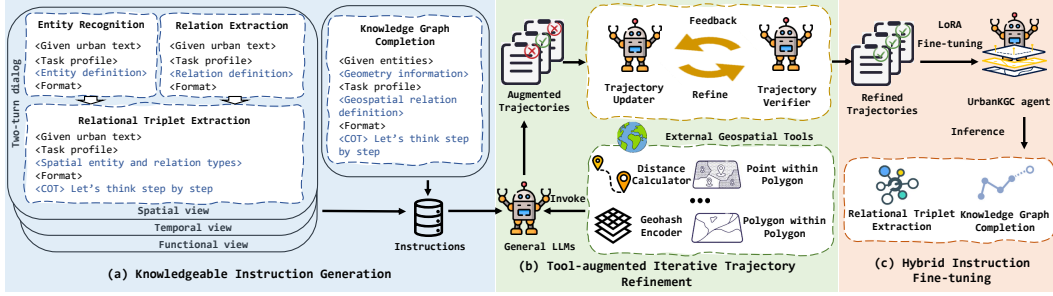 Two-turn dialog
Entity Recognition
<Given urban text>
<Task profile>
<Entity definition>
<Format>
Relation Extraction
<Given urban text>
<Task profile>
<Relation definition>
<Format>
Relational Triplet Extraction
<Given urban text>
<Task profile>
<Spatial entity and relation types>
<Format>
<COT> Let's think step by step
Spatial view
Temporal view
Functional view
Knowledge Graph
Completion
<Given entities>
<Geometry information>
<Task profile>
<Geospatial relation
definition>
<Format>
<COT> Let's think step
by step
Instructions
(a) Knowledgeable Instruction Generation
Augmented
Trajectories
General LLMs
Invoke
Feedback
Trajectory
Updater
Refine
Trajectory
Verifier
External Geospatial Tools
Distance
Calculator
Point within
Polygon
Geohash
Encoder
Polygon within
Polygon
(b) Tool-augmented Iterative Trajectory
Refinement
Refined
Trajectories
LoRA
Fine-tuning
UrbanKGC agent
Inference
Relational Triplet
Extraction
Knowledge Graph
Completion
(c) Hybrid Instruction
Fine-tuning